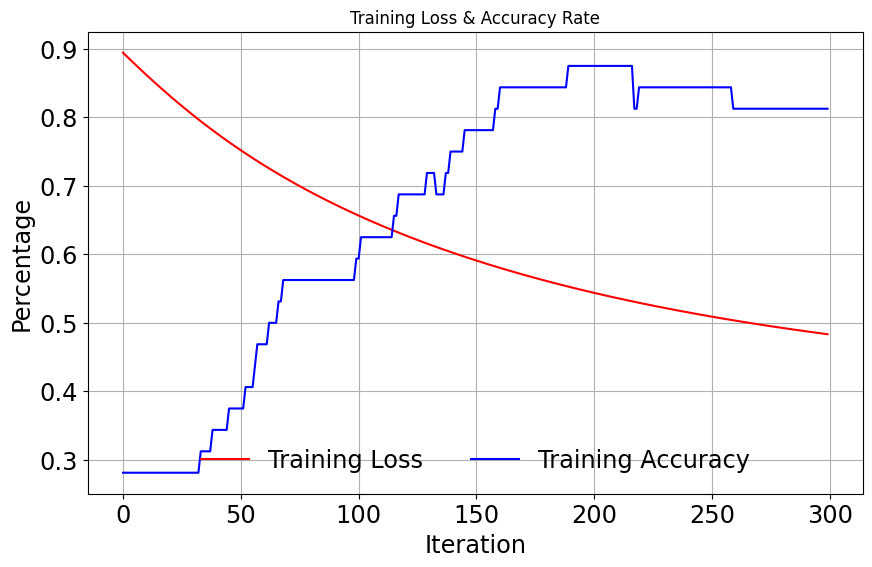 Training Loss & Accuracy Rate
0.9
0.8
0.7
0.6
0.5
0.4
0.3
Percentage
Training Loss Training Accuracy
0 50 100 150 200 250 300
Iteration